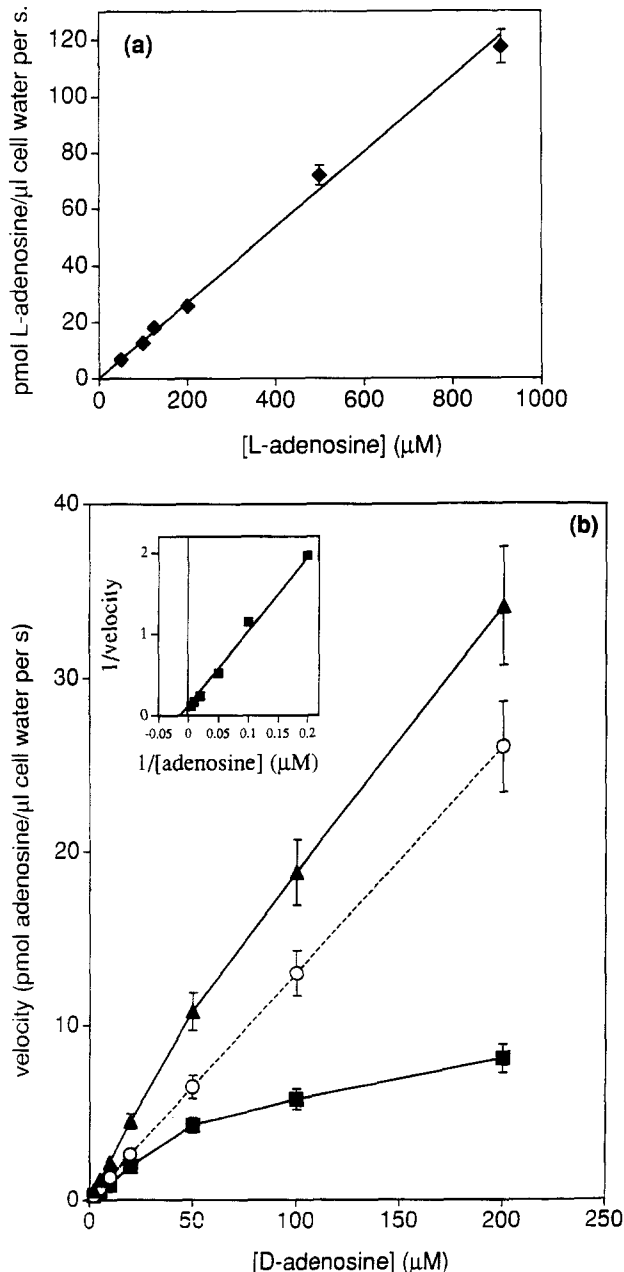 (a)
pmol L-adenosine/µl cell water per s.
120
100
80
60
40
20
0
0 200 400 600 800 1000
[L-adenosine] (µM)
(b)
velocity (pmol adenosine/µl cell water per s)
40
30
20
10
0
0 50 100 150 200 250
[D-adenosine] (µM)
1/velocity
2
1
0
-0.05 0 0.05 0.1 0.15 0.2
1/[adenosine] (µM)